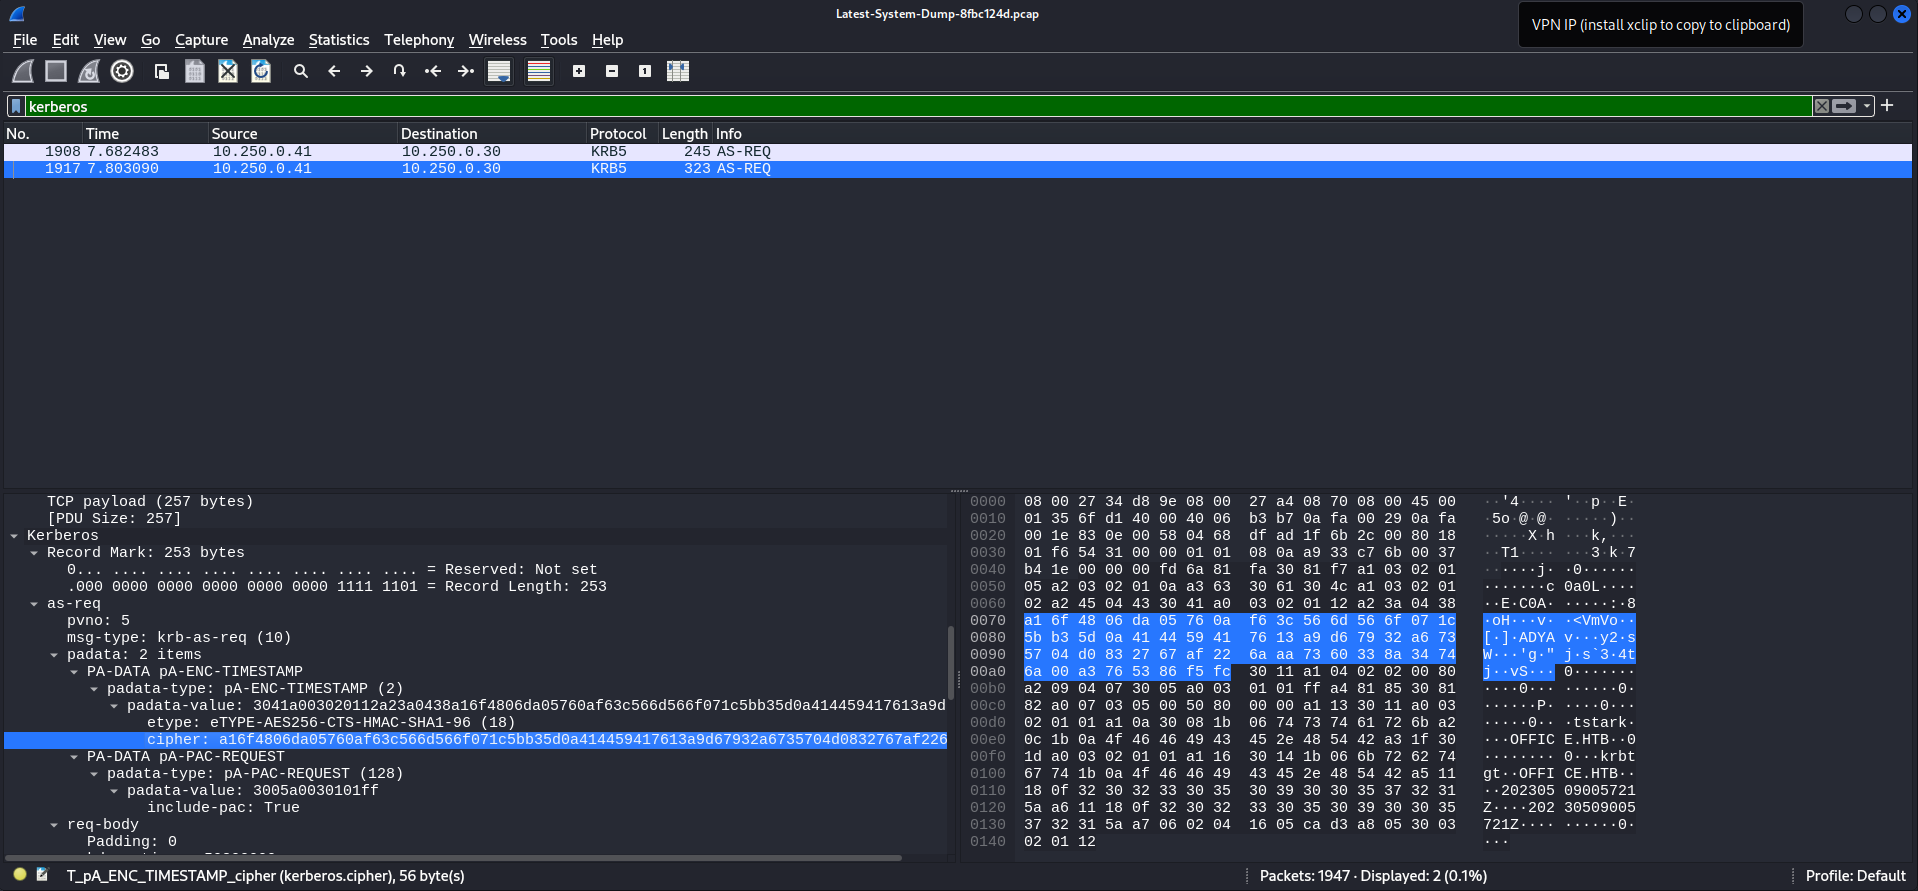 Latest-System-Dump-8fbc124d.pcap
VPN IP (install xclip to copy to clipboard)
File Edit View Go Capture Analyze Statistics Telephony Wireless Tools Help
kerberos
No. Time Source Destination Protocol Length Info
1908 7.682483 10.250.0.41 10.250.0.30 KRB5 245 AS-REQ
1917 7.803090 10.250.0.41 10.250.0.30 KRB5 323 AS-REQ
TCP payload (257 bytes)
[PDU Size: 257]
Kerberos
Record Mark: 253 bytes
0... .... .... .... .... .... .... .... = Reserved: Not set
.000 0000 0000 0000 0000 0000 1111 1101 = Record Length: 253
as-req
pvno: 5
msg-type: krb-as-req (10)
padata: 2 items
PA-DATA pA-ENC-TIMESTAMP
padata-type: pA-ENC-TIMESTAMP (2)
padata-value: 3041a003020112a23a0438a16f4806da05760af63c566d566f071c5bb35d0a414459417613a9d
etype: eTYPE-AES256-CTS-HMAC-SHA1-96 (18)
cipher: a16f4806da05760af63c566d566f071c5bb35d0a414459417613a9d67932a6735704d0832767af226
PA-DATA pA-PAC-REQUEST
padata-type: pA-PAC-REQUEST (128)
padata-value: 3005a0030101ff
include-pac: True
req-body
Padding: 0
0000 08 00 27 34 d8 9e 08 00 27 a4 08 70 08 00 45 00 ··'4···· '··p··E·
0010 01 35 6f d1 40 00 40 06 b3 b7 0a fa 00 29 0a fa ·5o·@·@· ·····)··
0020 00 1e 83 0e 00 58 04 68 df ad 1f 6b 2c 00 80 18 ·····X·h ···k,···
0030 01 f6 54 31 00 00 01 01 08 0a a9 33 c7 6b 00 37 ··T1···· ···3·k·7
0040 b4 1e 00 00 00 fd 6a 81 fa 30 81 f7 a1 03 02 01 ······j· ·0······
0050 05 a2 03 02 01 0a a3 63 30 61 30 4c a1 03 02 01 ·······c 0a0L····
0060 02 a2 45 04 43 30 41 a0 03 02 01 12 a2 3a 04 38 ··E·C0A· ·····:·8
0070 a1 6f 48 06 da 05 76 0a f6 3c 56 6d 56 6f 07 1c ·oH···v· ·<VmVo··
0080 5b b3 5d 0a 41 44 59 41 76 13 a9 d6 79 32 a6 73 [·]·ADYA v···y2·s
0090 57 04 d0 83 27 67 af 22 6a aa 73 60 33 8a 34 74 W···'g·" j·s`3·4t
00a0 6a 00 a3 76 53 86 f5 fc 30 11 a1 04 02 02 00 80 j··vS··· 0·······
00b0 a2 09 04 07 30 05 a0 03 01 01 ff a4 81 85 30 81 ····0··· ······0·
00c0 82 a0 07 03 05 00 50 80 00 00 a1 13 30 11 a0 03 ······P· ····0···
00d0 02 01 01 a1 0a 30 08 1b 06 74 73 74 61 72 6b a2 ·····0·· ·tstark·
00e0 0c 1b 0a 4f 46 46 49 43 45 2e 48 54 42 a3 1f 30 ···OFFIC E.HTB··0
00f0 1d a0 03 02 01 01 a1 16 30 14 1b 06 6b 72 62 74 ········ 0···krbt
0100 67 74 1b 0a 4f 46 46 49 43 45 2e 48 54 42 a5 11 gt··OFFI CE.HTB··
0110 18 0f 32 30 32 33 30 35 30 39 30 30 35 37 32 31 ··202305 09005721
0120 5a a6 11 18 0f 32 30 32 33 30 35 30 39 30 30 35 Z····202 30509005
0130 37 32 31 5a a7 06 02 04 16 05 ca d3 a8 05 30 03 721Z···· ······0·
0140 02 01 12 ···
T_pA_ENC_TIMESTAMP_cipher (kerberos.cipher), 56 byte(s)
Packets: 1947 · Displayed: 2 (0.1%)
Profile: Default